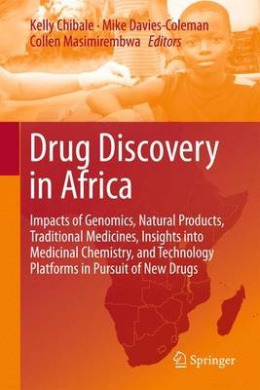 Kelly Chibale · Mike Davies-Coleman
Collen Masimirembwa Editors
Drug Discovery
in Africa
Impacts of Genomics, Natural Products,
Traditional Medicines, Insights into
Medicinal Chemistry, and Technology
Platforms in Pursuit of New Drugs
Springer